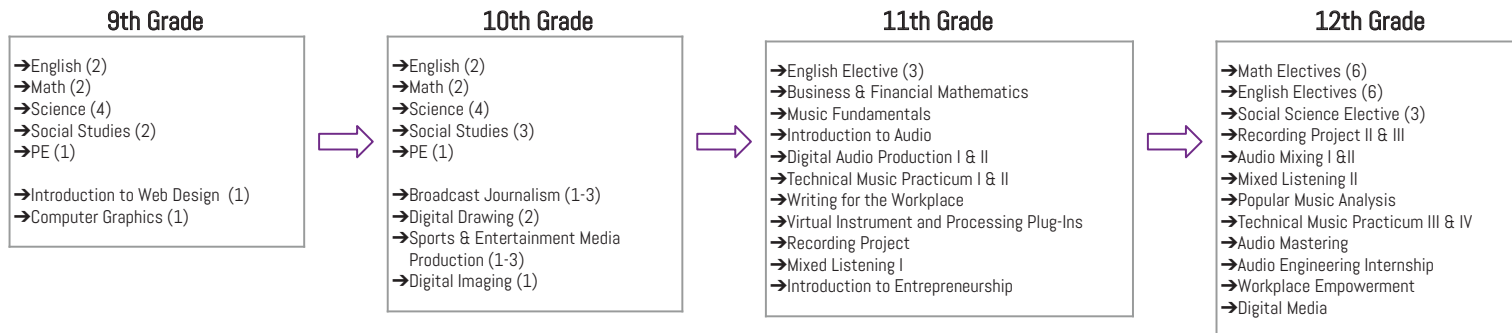 9th Grade
➔English (2)
➔Math (2)
➔Science (4)
➔Social Studies (2)
➔PE (1)
➔Introduction to Web Design (1)
➔Computer Graphics (1)
10th Grade
➔English (2)
➔Math (2)
➔Science (4)
➔Social Studies (3)
➔PE (1)
➔Broadcast Journalism (1-3)
➔Digital Drawing (2)
➔Sports & Entertainment Media
Production (1-3)
➔Digital Imaging (1)
11th Grade
➔English Elective (3)
➔Business & Financial Mathematics
➔Music Fundamentals
➔Introduction to Audio
➔Digital Audio Production I & II
➔Technical Music Practicum I & II
➔Writing for the Workplace
➔Virtual Instrument and Processing Plug-Ins
➔Recording Project
➔Mixed Listening I
➔Introduction to Entrepreneurship
12th Grade
➔Math Electives (6)
➔English Electives (6)
➔Social Science Elective (3)
➔Recording Project II & III
➔Audio Mixing I &II
➔Mixed Listening II
➔Popular Music Analysis
➔Technical Music Practicum III & IV
➔Audio Mastering
➔Audio Engineering Internship
➔Workplace Empowerment
➔Digital Media